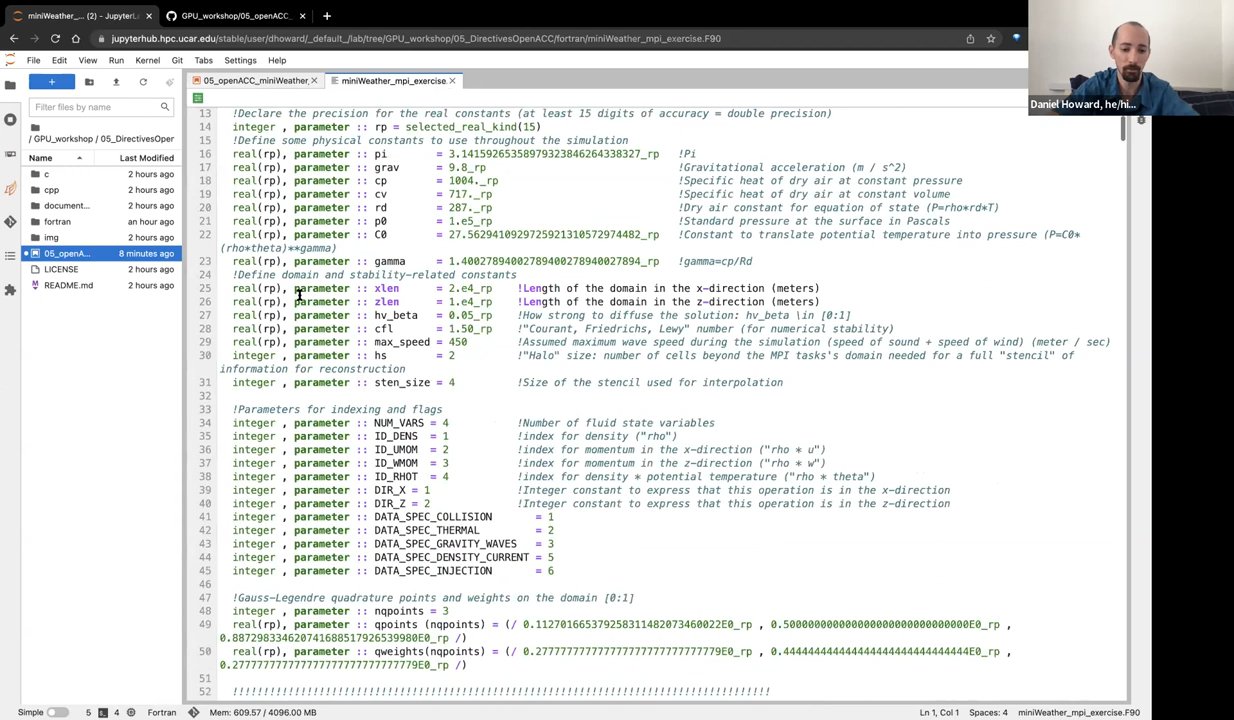 miniWeather_... (2) - JupyterL
GPU_workshop/05_openACC_...
jupyterhub.hpc.ucar.edu/stable/user/dhoward/_default_/lab/tree/GPU_workshop/05_DirectivesOpenACC/fortran/miniWeather_mpi_exercise.F90
Daniel Howard, he/hi...
File Edit View Run Kernel Git Tabs Settings Help
05_openACC_miniWeather_
miniWeather_mpi_exercise.
Filter files by name
/ GPU_workshop / 05_DirectivesOper
Name Last Modified
c 2 hours ago
cpp 2 hours ago
document... 2 hours ago
fortran an hour ago
img 2 hours ago
05_openA... 8 minutes ago
LICENSE 2 hours ago
README.md 2 hours ago
13 !Declare the precision for the real constants (at least 15 digits of accuracy = double precision)
14 integer , parameter :: rp = selected_real_kind(15)
15 !Define some physical constants to use throughout the simulation
16 real(rp), parameter :: pi = 3.14159265358979323846264338327_rp !Pi
17 real(rp), parameter :: grav = 9.8_rp !Gravitational acceleration (m / s^2)
18 real(rp), parameter :: cp = 1004._rp !Specific heat of dry air at constant pressure
19 real(rp), parameter :: cv = 717._rp !Specific heat of dry air at constant volume
20 real(rp), parameter :: rd = 287._rp !Dry air constant for equation of state (P=rho*rd*T)
21 real(rp), parameter :: p0 = 1.e5_rp !Standard pressure at the surface in Pascals
22 real(rp), parameter :: C0 = 27.5629410929725921310572974482_rp !Constant to translate potential temperature into pressure (P=C0*
(rho*theta)**gamma)
23 real(rp), parameter :: gamma = 1.40027894002789400278940027894_rp !gamma=cp/Rd
24 !Define domain and stability-related constants
25 real(rp), parameter :: xlen = 2.e4_rp !Length of the domain in the x-direction (meters)
26 real(rp), parameter :: zlen = 1.e4_rp !Length of the domain in the z-direction (meters)
27 real(rp), parameter :: hv_beta = 0.05_rp !How strong to diffuse the solution: hv_beta \in [0:1]
28 real(rp), parameter :: cfl = 1.50_rp !"Courant, Friedrichs, Lewy" number (for numerical stability)
29 real(rp), parameter :: max_speed = 450 !Assumed maximum wave speed during the simulation (speed of sound + speed of wind) (meter / sec)
30 integer , parameter :: hs = 2 !"Halo" size: number of cells beyond the MPI tasks's domain needed for a full "stencil" of
information for reconstruction
31 integer , parameter :: sten_size = 4 !Size of the stencil used for interpolation
32
33 !Parameters for indexing and flags
34 integer , parameter :: NUM_VARS = 4 !Number of fluid state variables
35 integer , parameter :: ID_DENS = 1 !index for density ("rho")
36 integer , parameter :: ID_UMOM = 2 !index for momentum in the x-direction ("rho * u")
37 integer , parameter :: ID_WMOM = 3 !index for momentum in the z-direction ("rho * w")
38 integer , parameter :: ID_RHOT = 4 !index for density * potential temperature ("rho * theta")
39 integer , parameter :: DIR_X = 1 !Integer constant to express that this operation is in the x-direction
40 integer , parameter :: DIR_Z = 2 !Integer constant to express that this operation is in the z-direction
41 integer , parameter :: DATA_SPEC_COLLISION = 1
42 integer , parameter :: DATA_SPEC_THERMAL = 2
43 integer , parameter :: DATA_SPEC_GRAVITY_WAVES = 3
44 integer , parameter :: DATA_SPEC_DENSITY_CURRENT = 5
45 integer , parameter :: DATA_SPEC_INJECTION = 6
46
47 !Gauss-Legendre quadrature points and weights on the domain [0:1]
48 integer , parameter :: nqpoints = 3
49 real(rp), parameter :: qpoints (nqpoints) = (/ 0.112701665379258311482073460022E0_rp , 0.500000000000000000000000000000E0_rp ,
0.887298334620741688517926539980E0_rp /)
50 real(rp), parameter :: qweights(nqpoints) = (/ 0.277777777777777777777777777779E0_rp , 0.444444444444444444444444444444E0_rp ,
0.277777777777777777777777777779E0_rp /)
51
52 !!!!!!!!!!!!!!!!!!!!!!!!!!!!!!!!!!!!!!!!!!!!!!!!!!!!!!!!!!!!!!!!!!!!!!!!!!!!!!!!!!!
Simple 5 4 Fortran Mem: 609.57 / 4096.00 MB Ln 1, Col 1 Spaces: 4 miniWeather_mpi_exercise.F90